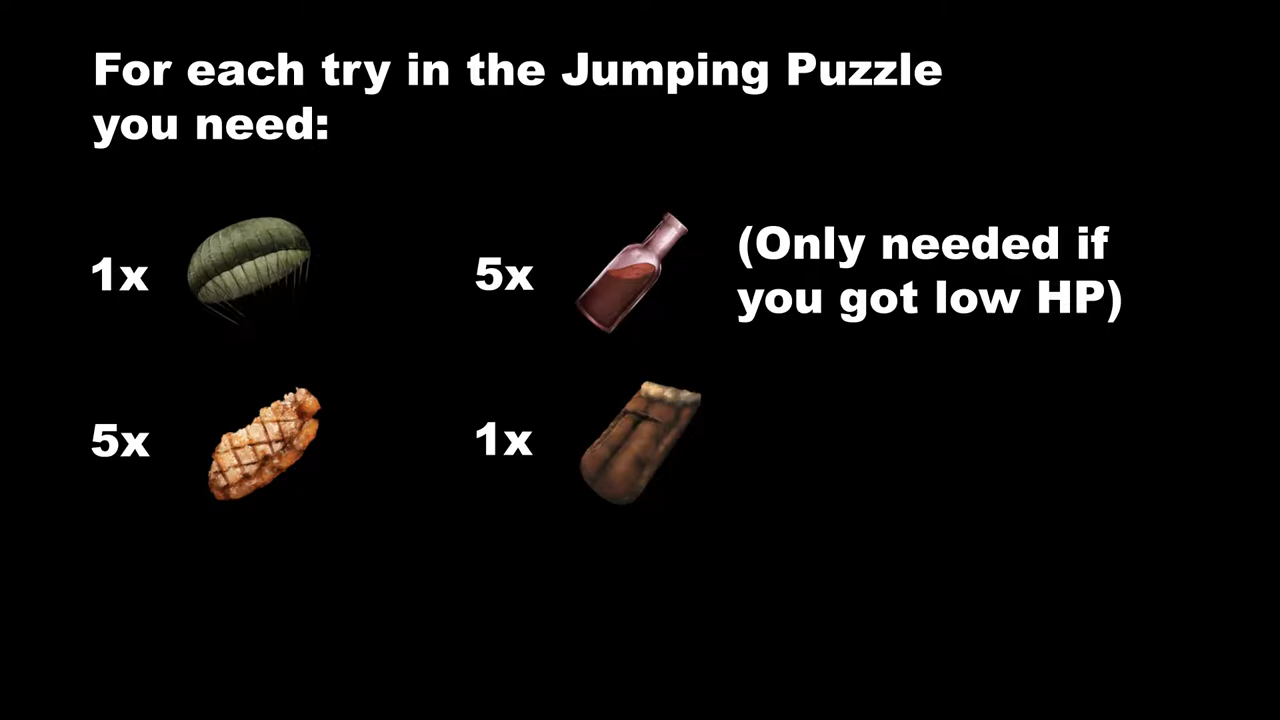 For each try in the Jumping Puzzle
you need:
1x
5x
(Only needed if
you got low HP)
5x
1x